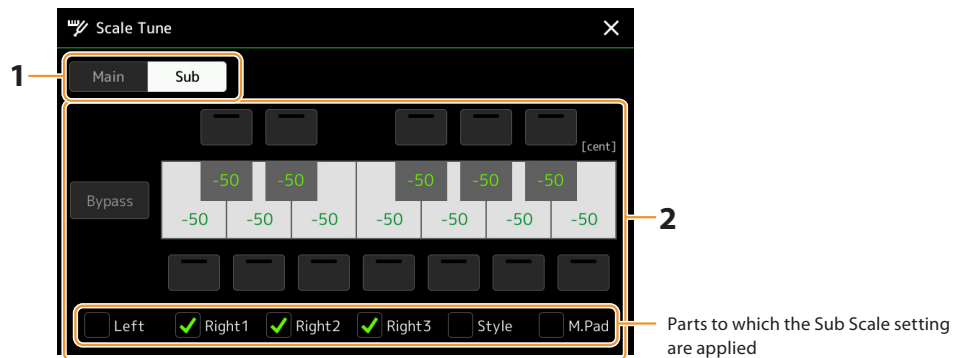 Scale Tune
1
Main Sub
[cent]
Bypass
-50 -50 -50 -50 -50
-50 -50 -50 -50 -50 -50 -50
2
Left Right1 Right2 Right3 Style M.Pad
Parts to which the Sub Scale setting
are applied